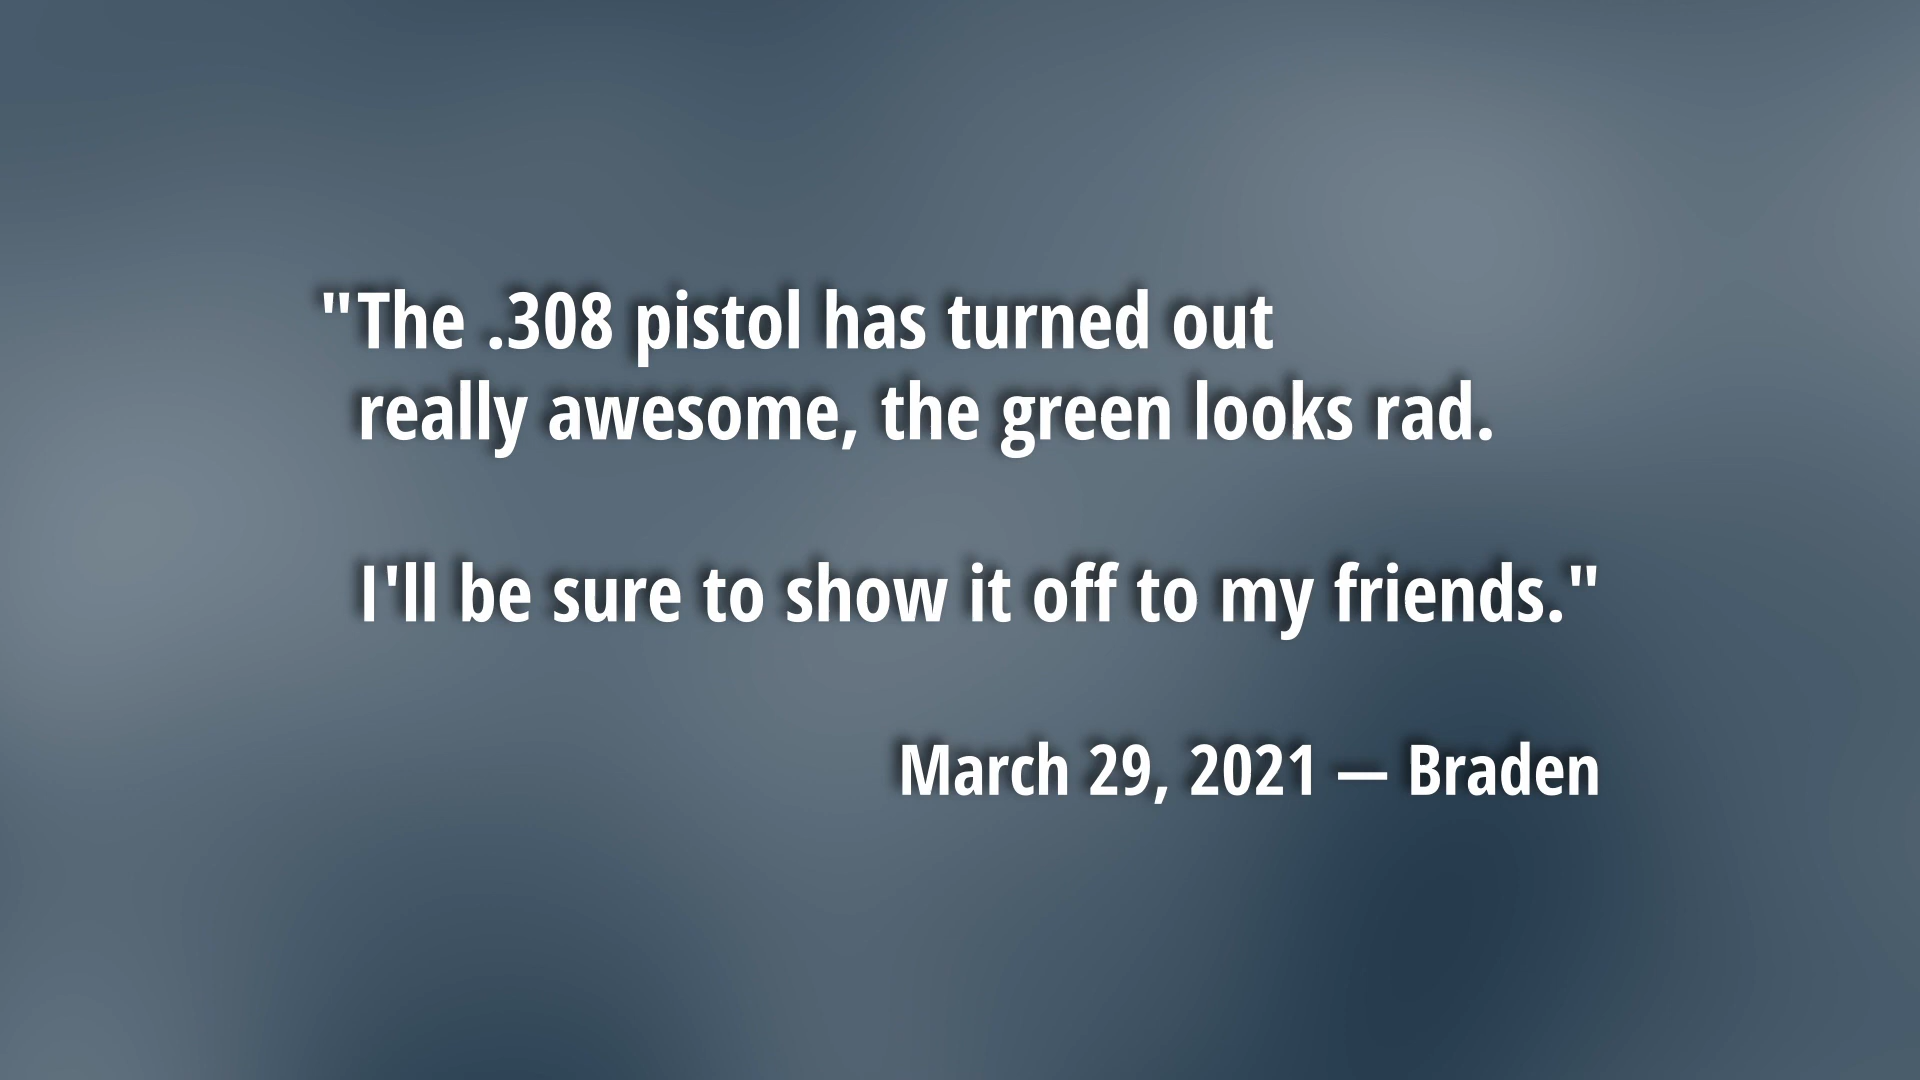 "The .308 pistol has turned out
really awesome, the green looks rad.
I'll be sure to show it off to my friends."
March 29, 2021 — Braden